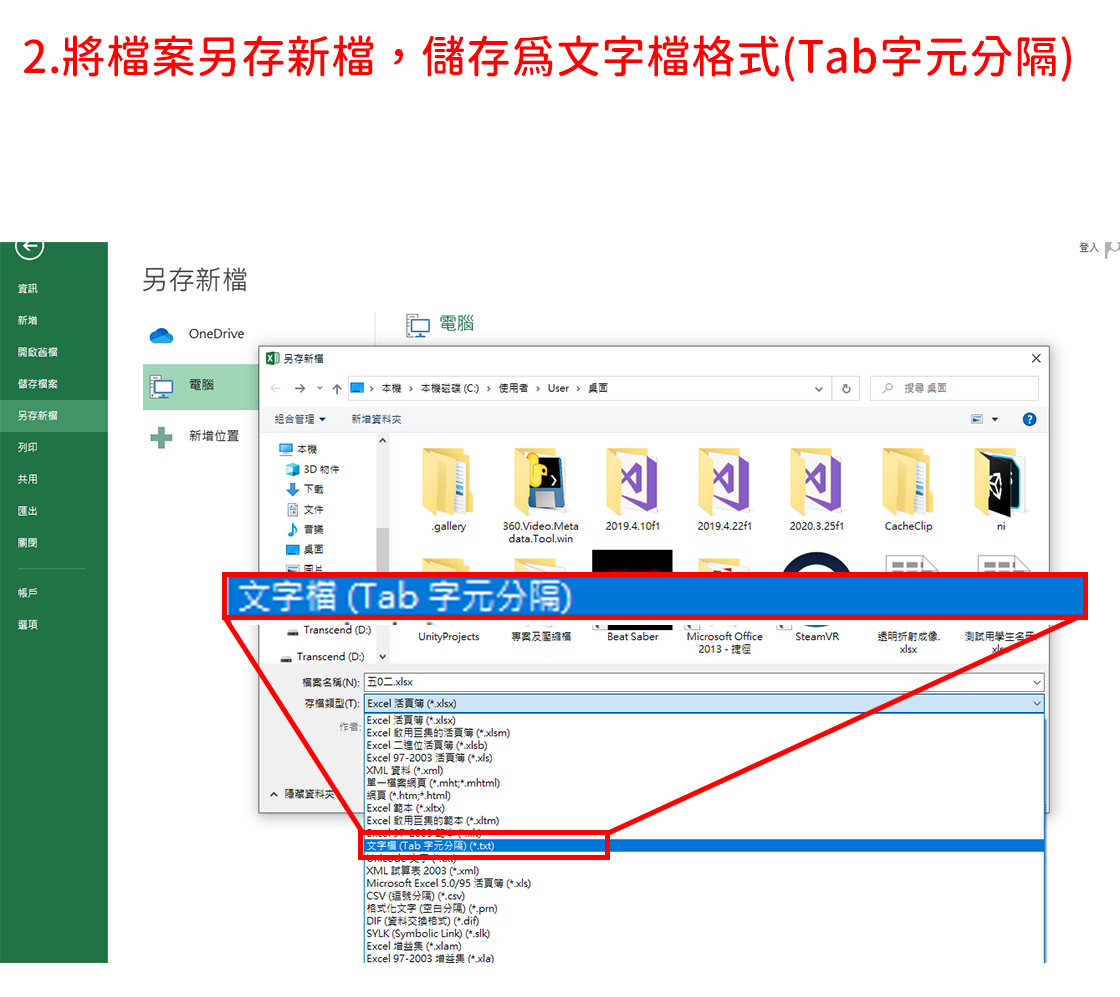 2.將檔案另存新檔，儲存為文字檔格式(Tab字元分隔)
登入
資訊
新增
開啟舊檔
儲存檔案
另存新檔
列印
共用
匯出
關閉
帳戶
選項
另存新檔
OneDrive
電腦
新增位置
電腦
另存新檔
本機 › 本機磁碟 (C:) › 使用者 › User › 桌面
搜尋 桌面
組合管理
新增資料夾
本機
3D 物件
下載
文件
音樂
桌面
圖片
Transcend (D:)
Transcend (D:)
.gallery
360.Video.Meta
data.Tool.win
2019.4.10f1
2019.4.22f1
2020.3.25f1
CacheClip
ni
文字檔 (Tab 字元分隔)
UnityProjects
專案及壓縮檔
Beat Saber
Microsoft Office
2013 - 捷徑
SteamVR
透明折射成像.
xlsx
測試用學生名冊.
xlsx
檔案名稱(N):
五0二.xlsx
存檔類型(T):
Excel 活頁簿 (*.xlsx)
作者:
隱藏資料夾
Excel 活頁簿 (*.xlsx)
Excel 啟用巨集的活頁簿 (*.xlsm)
Excel 二進位活頁簿 (*.xlsb)
Excel 97-2003 活頁簿 (*.xls)
XML 資料 (*.xml)
單一檔案網頁 (*.mht;*.mhtml)
網頁 (*.htm;*.html)
Excel 範本 (*.xltx)
Excel 啟用巨集的範本 (*.xltm)
Excel 97-2003 範本 (*.xlt)
文字檔 (Tab 字元分隔) (*.txt)
Unicode 文字 (*.txt)
XML 試算表 2003 (*.xml)
Microsoft Excel 5.0/95 活頁簿 (*.xls)
CSV (逗號分隔) (*.csv)
格式化文字 (空白分隔) (*.prn)
DIF (資料交換格式) (*.dif)
SYLK (Symbolic Link) (*.slk)
Excel 增益集 (*.xlam)
Excel 97-2003 增益集 (*.xla)